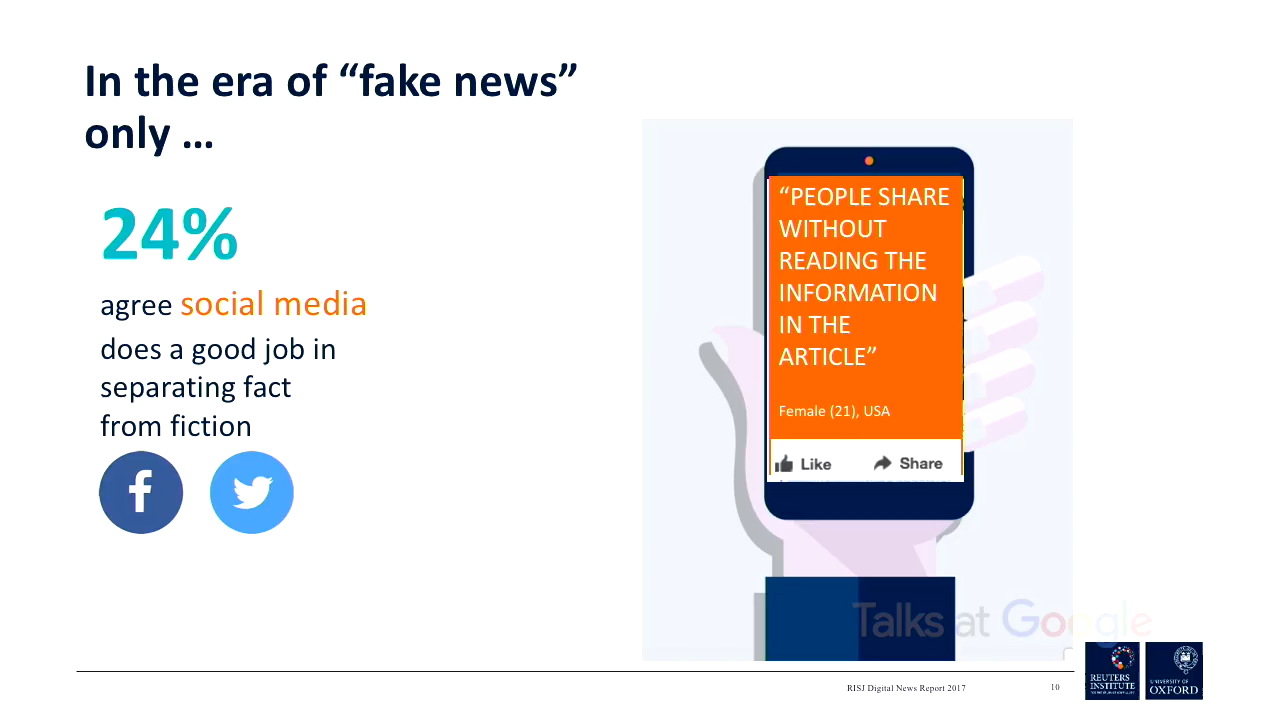 In the era of “fake news”
only …
24%
agree social media
does a good job in
separating fact
from fiction
“PEOPLE SHARE
WITHOUT
READING THE
INFORMATION
IN THE
ARTICLE”
Female (21), USA
Like
Share
Talks at Google
RISJ Digital News Report 2017
10
REUTERS
INSTITUTE
UNIVERSITY OF
OXFORD